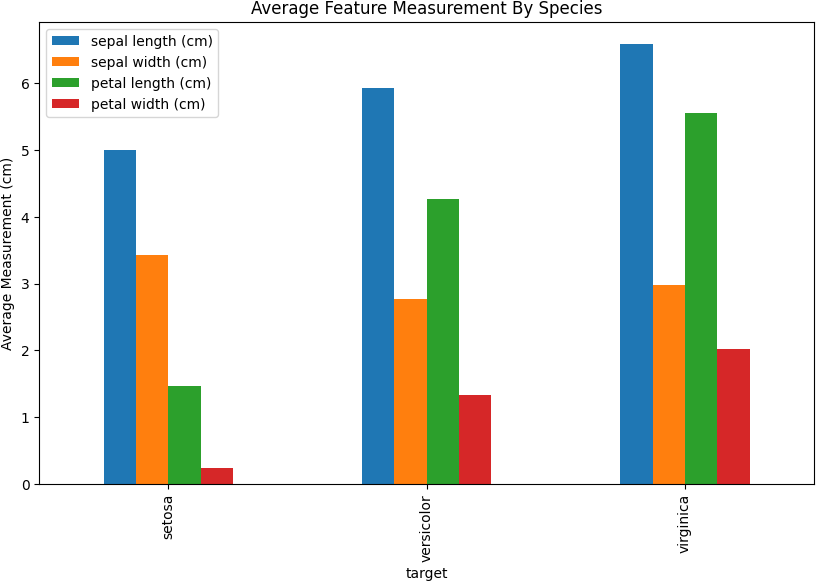 Average Feature Measurement By Species
sepal length (cm)
sepal width (cm)
petal length (cm)
petal width (cm)
Average Measurement (cm)
6
5
4
3
2
1
0
setosa
versicolor
virginica
target